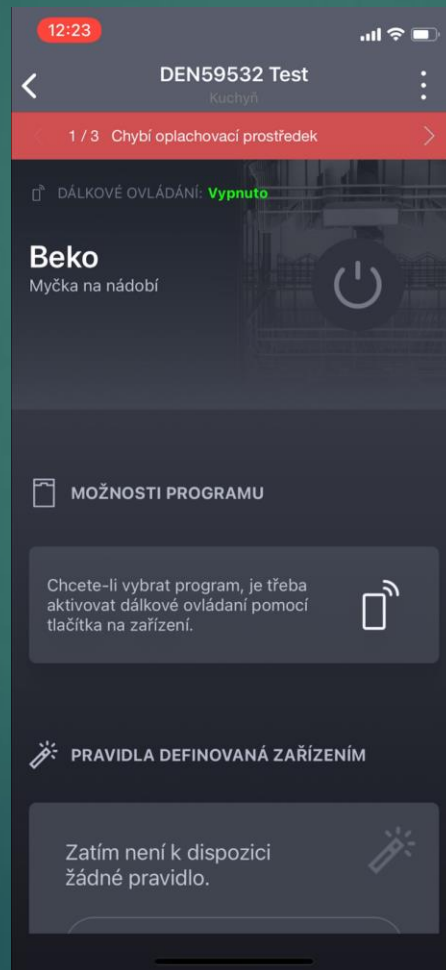 12:23
DEN59532 Test
Kuchyň
1 / 3 Chybí oplachovací prostředek
DÁLKOVÉ OVLÁDÁNÍ: Vypnuto
Beko
Myčka na nádobí
MOŽNOSTI PROGRAMU
Chcete-li vybrat program, je třeba
aktivovat dálkové ovládaní pomocí
tlačítka na zařízení.
PRAVIDLA DEFINOVANÁ ZAŘÍZENÍM
Zatím není k dispozici
žádné pravidlo.